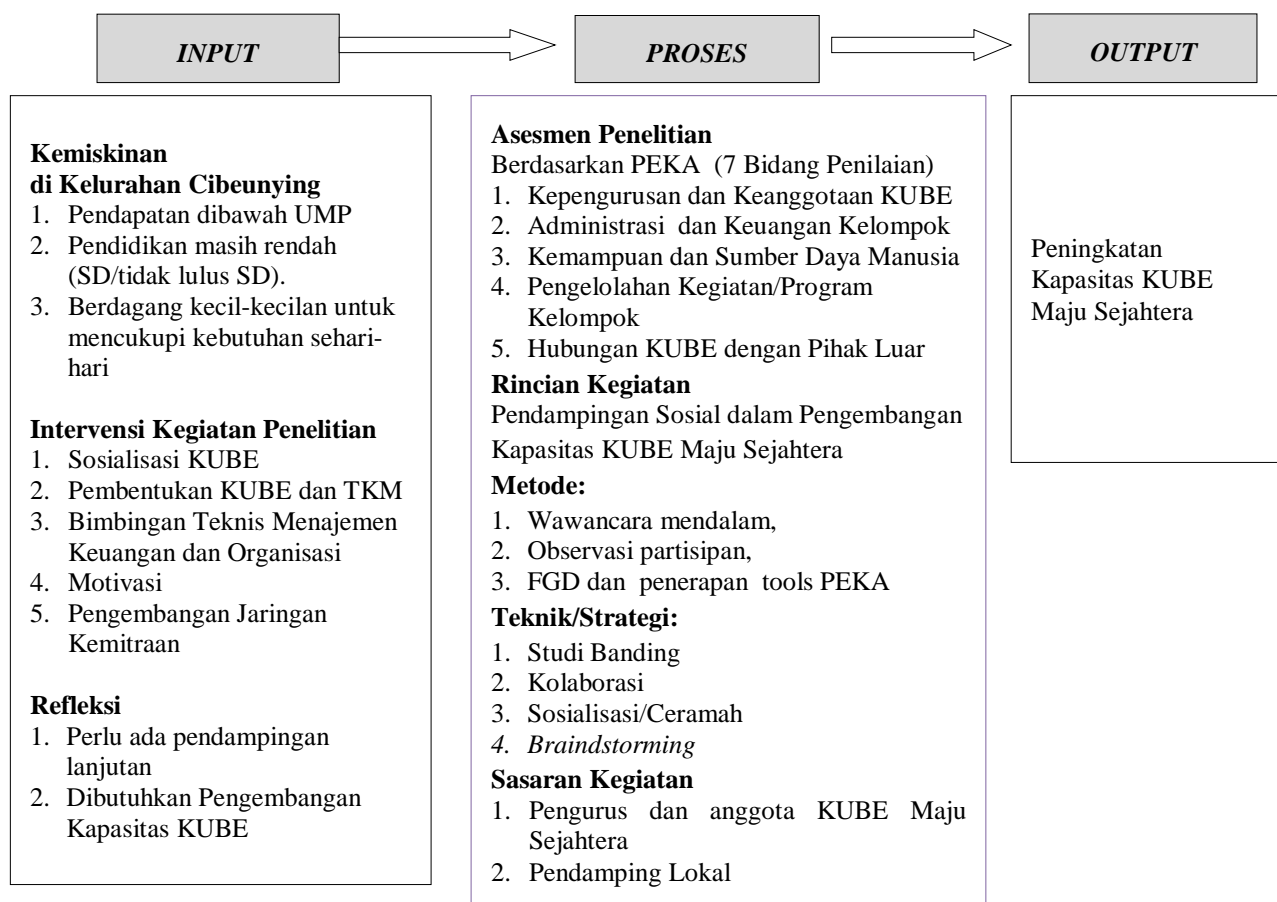 INPUT
PROSES
OUTPUT
Kemiskinan
di Kelurahan Cibeunying
1. Pendapatan dibawah UMP
2. Pendidikan masih rendah
(SD/tidak lulus SD).
3. Berdagang kecil-kecilan untuk
mencukupi kebutuhan sehari-
hari
Intervensi Kegiatan Penelitian
1. Sosialisasi KUBE
2. Pembentukan KUBE dan TKM
3. Bimbingan Teknis Menajemen
Keuangan dan Organisasi
4. Motivasi
5. Pengembangan Jaringan
Kemitraan
Refleksi
1. Perlu ada pendampingan
lanjutan
2. Dibutuhkan Pengembangan
Kapasitas KUBE
Asesmen Penelitian
Berdasarkan PEKA (7 Bidang Penilaian)
1. Kepengurusan dan Keanggotaan KUBE
2. Administrasi dan Keuangan Kelompok
3. Kemampuan dan Sumber Daya Manusia
4. Pengelolahan Kegiatan/Program
Kelompok
5. Hubungan KUBE dengan Pihak Luar
Rincian Kegiatan
Pendampingan Sosial dalam Pengembangan
Kapasitas KUBE Maju Sejahtera
Metode:
1. Wawancara mendalam,
2. Observasi partisipan,
3. FGD dan penerapan tools PEKA
Teknik/Strategi:
1. Studi Banding
2. Kolaborasi
3. Sosialisasi/Ceramah
4. Braindstorming
Sasaran Kegiatan
1. Pengurus dan anggota KUBE Maju
Sejahtera
2. Pendamping Lokal
Peningkatan
Kapasitas KUBE
Maju Sejahtera